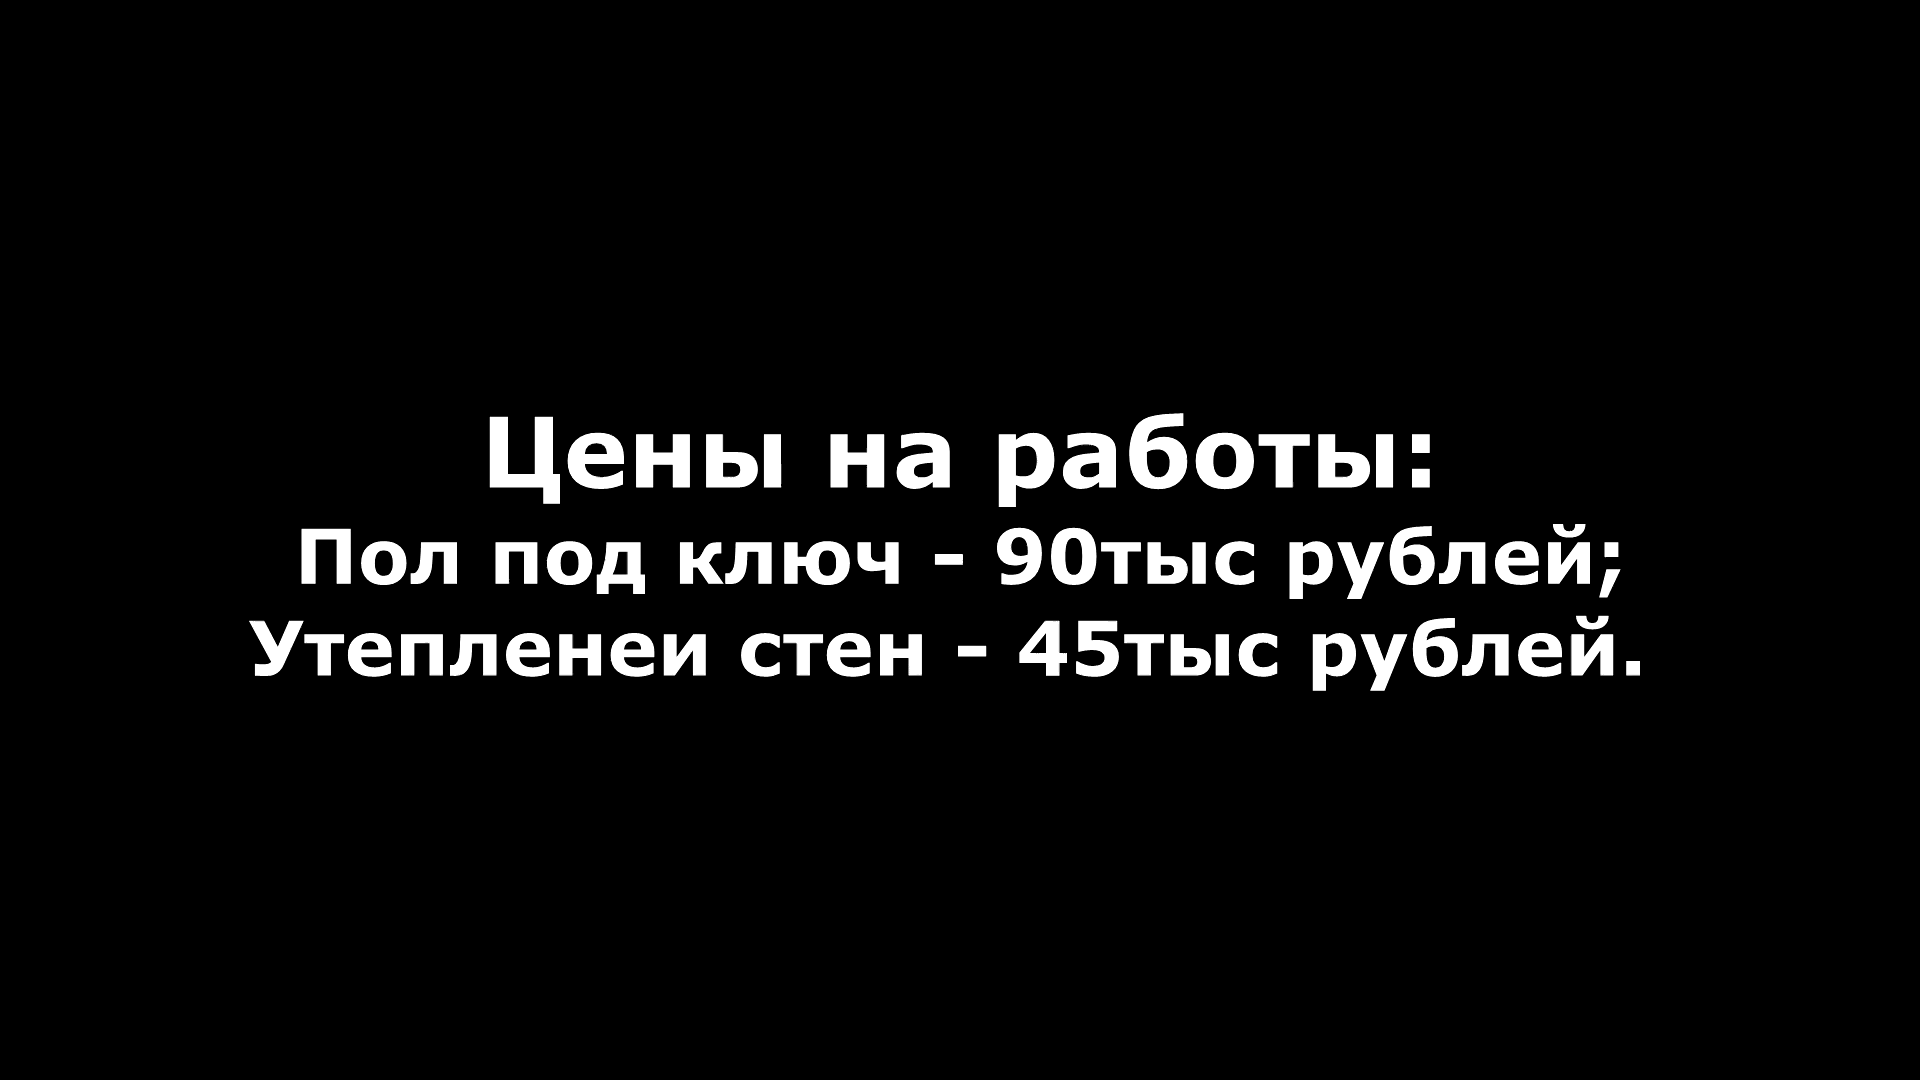 Цены на работы:
Пол под ключ - 90тыс рублей;
Утепленеи стен - 45тыс рублей.